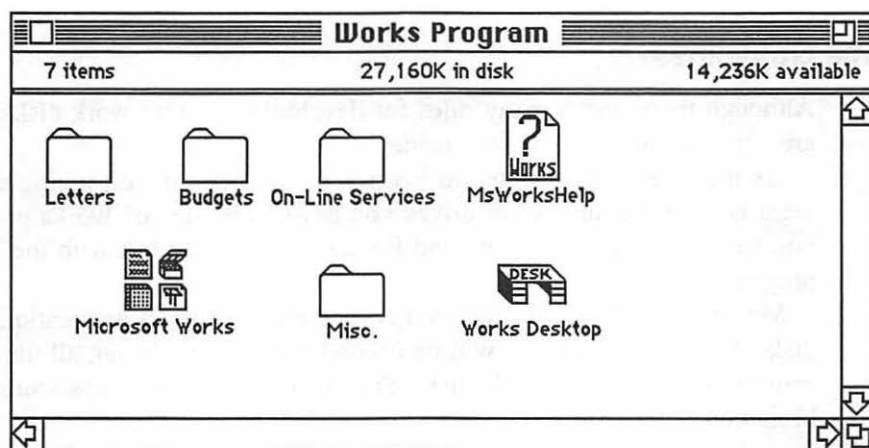 Works Program
7 items 27,160K in disk 14,236K available
Letters Budgets On-Line Services MsWorksHelp
? Works
DESK
Microsoft Works Misc. Works Desktop